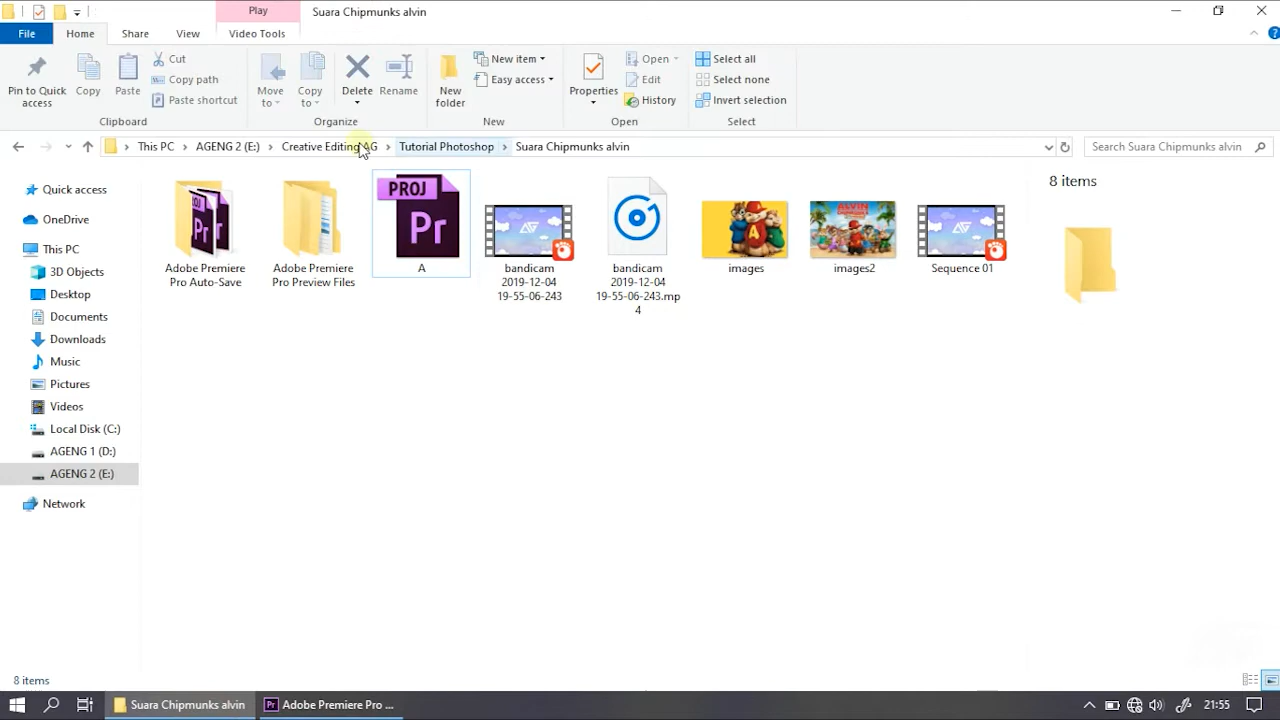 Play
Suara Chipmunks alvin
File
Home
Share
View
Video Tools
Pin to Quick access
Copy
Paste
Cut
Copy path
Paste shortcut
Clipboard
Move to
Copy to
Delete
Rename
Organize
New folder
New item
Easy access
New
Properties
Open
Edit
History
Open
Select all
Select none
Invert selection
Select
This PC
AGENG 2 (E:)
Creative Editing AG
Tutorial Photoshop
Suara Chipmunks alvin
Search Suara Chipmunks alvin
Quick access
OneDrive
This PC
3D Objects
Desktop
Documents
Downloads
Music
Pictures
Videos
Local Disk (C:)
AGENG 1 (D:)
AGENG 2 (E:)
Network
Adobe Premiere
Pro Auto-Save
Adobe Premiere
Pro Preview Files
PROJ
Pr
A
bandicam
2019-12-04
19-55-06-243
bandicam
2019-12-04
19-55-06-243.mp
4
images
images2
Sequence 01
8 items
8 items
Suara Chipmunks alvin
Pr
Adobe Premiere Pro ...
21:55